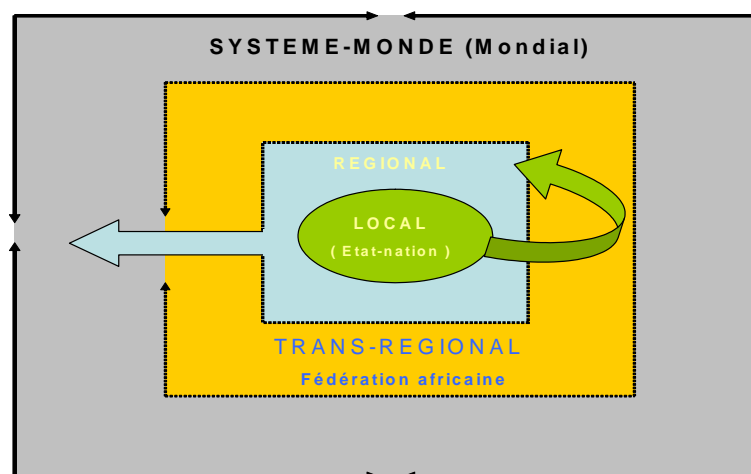 SYSTEME-MONDE (Mondial)
REGIONAL
LOCAL
( Etat-nation )
TRANS-REGIONAL
Fédération africaine